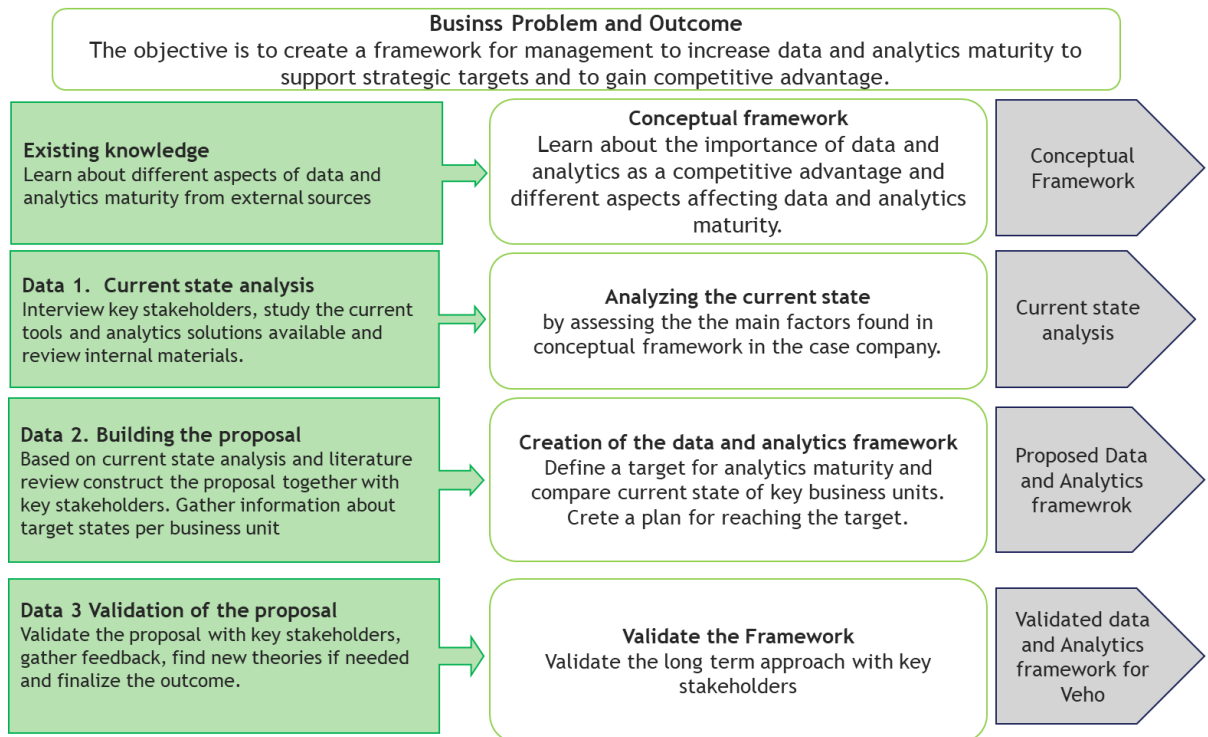 Businss Problem and Outcome
The objective is to create a framework for management to increase data and analytics maturity to
support strategic targets and to gain competitive advantage.
Existing knowledge
Learn about different aspects of data and
analytics maturity from external sources
Conceptual framework
Learn about the importance of data and
analytics as a competitive advantage and
different aspects affecting data and analytics
maturity.
Conceptual
Framework
Data 1.  Current state analysis
Interview key stakeholders, study the current
tools and analytics solutions available and
review internal materials.
Analyzing the current state
by assessing the the main factors found in
conceptual framework in the case company.
Current state
analysis
Data 2. Building the proposal
Based on current state analysis and literature
review construct the proposal together with
key stakeholders. Gather information about
target states per business unit
Creation of the data and analytics framework
Define a target for analytics maturity and
compare current state of key business units.
Crete a plan for reaching the target.
Proposed Data
and Analytics
framewrok
Data 3 Validation of the proposal
Validate the proposal with key stakeholders,
gather feedback, find new theories if needed
and finalize the outcome.
Validate the Framework
Validate the long term approach with key
stakeholders
Validated data
and Analytics
framework for
Veho